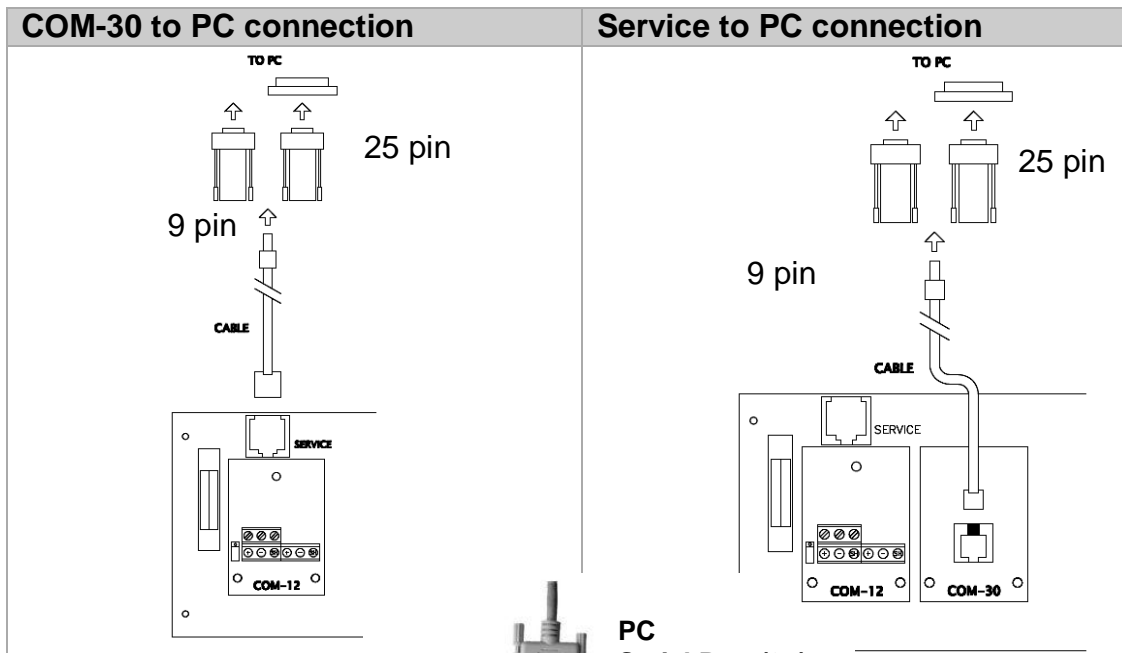 COM-30 to PC connection
TO PC
25 pin
9 pin
CABLE
SERVICE
COM-12
Service to PC connection
TO PC
25 pin
9 pin
CABLE
SERVICE
COM-12
COM-30
PC